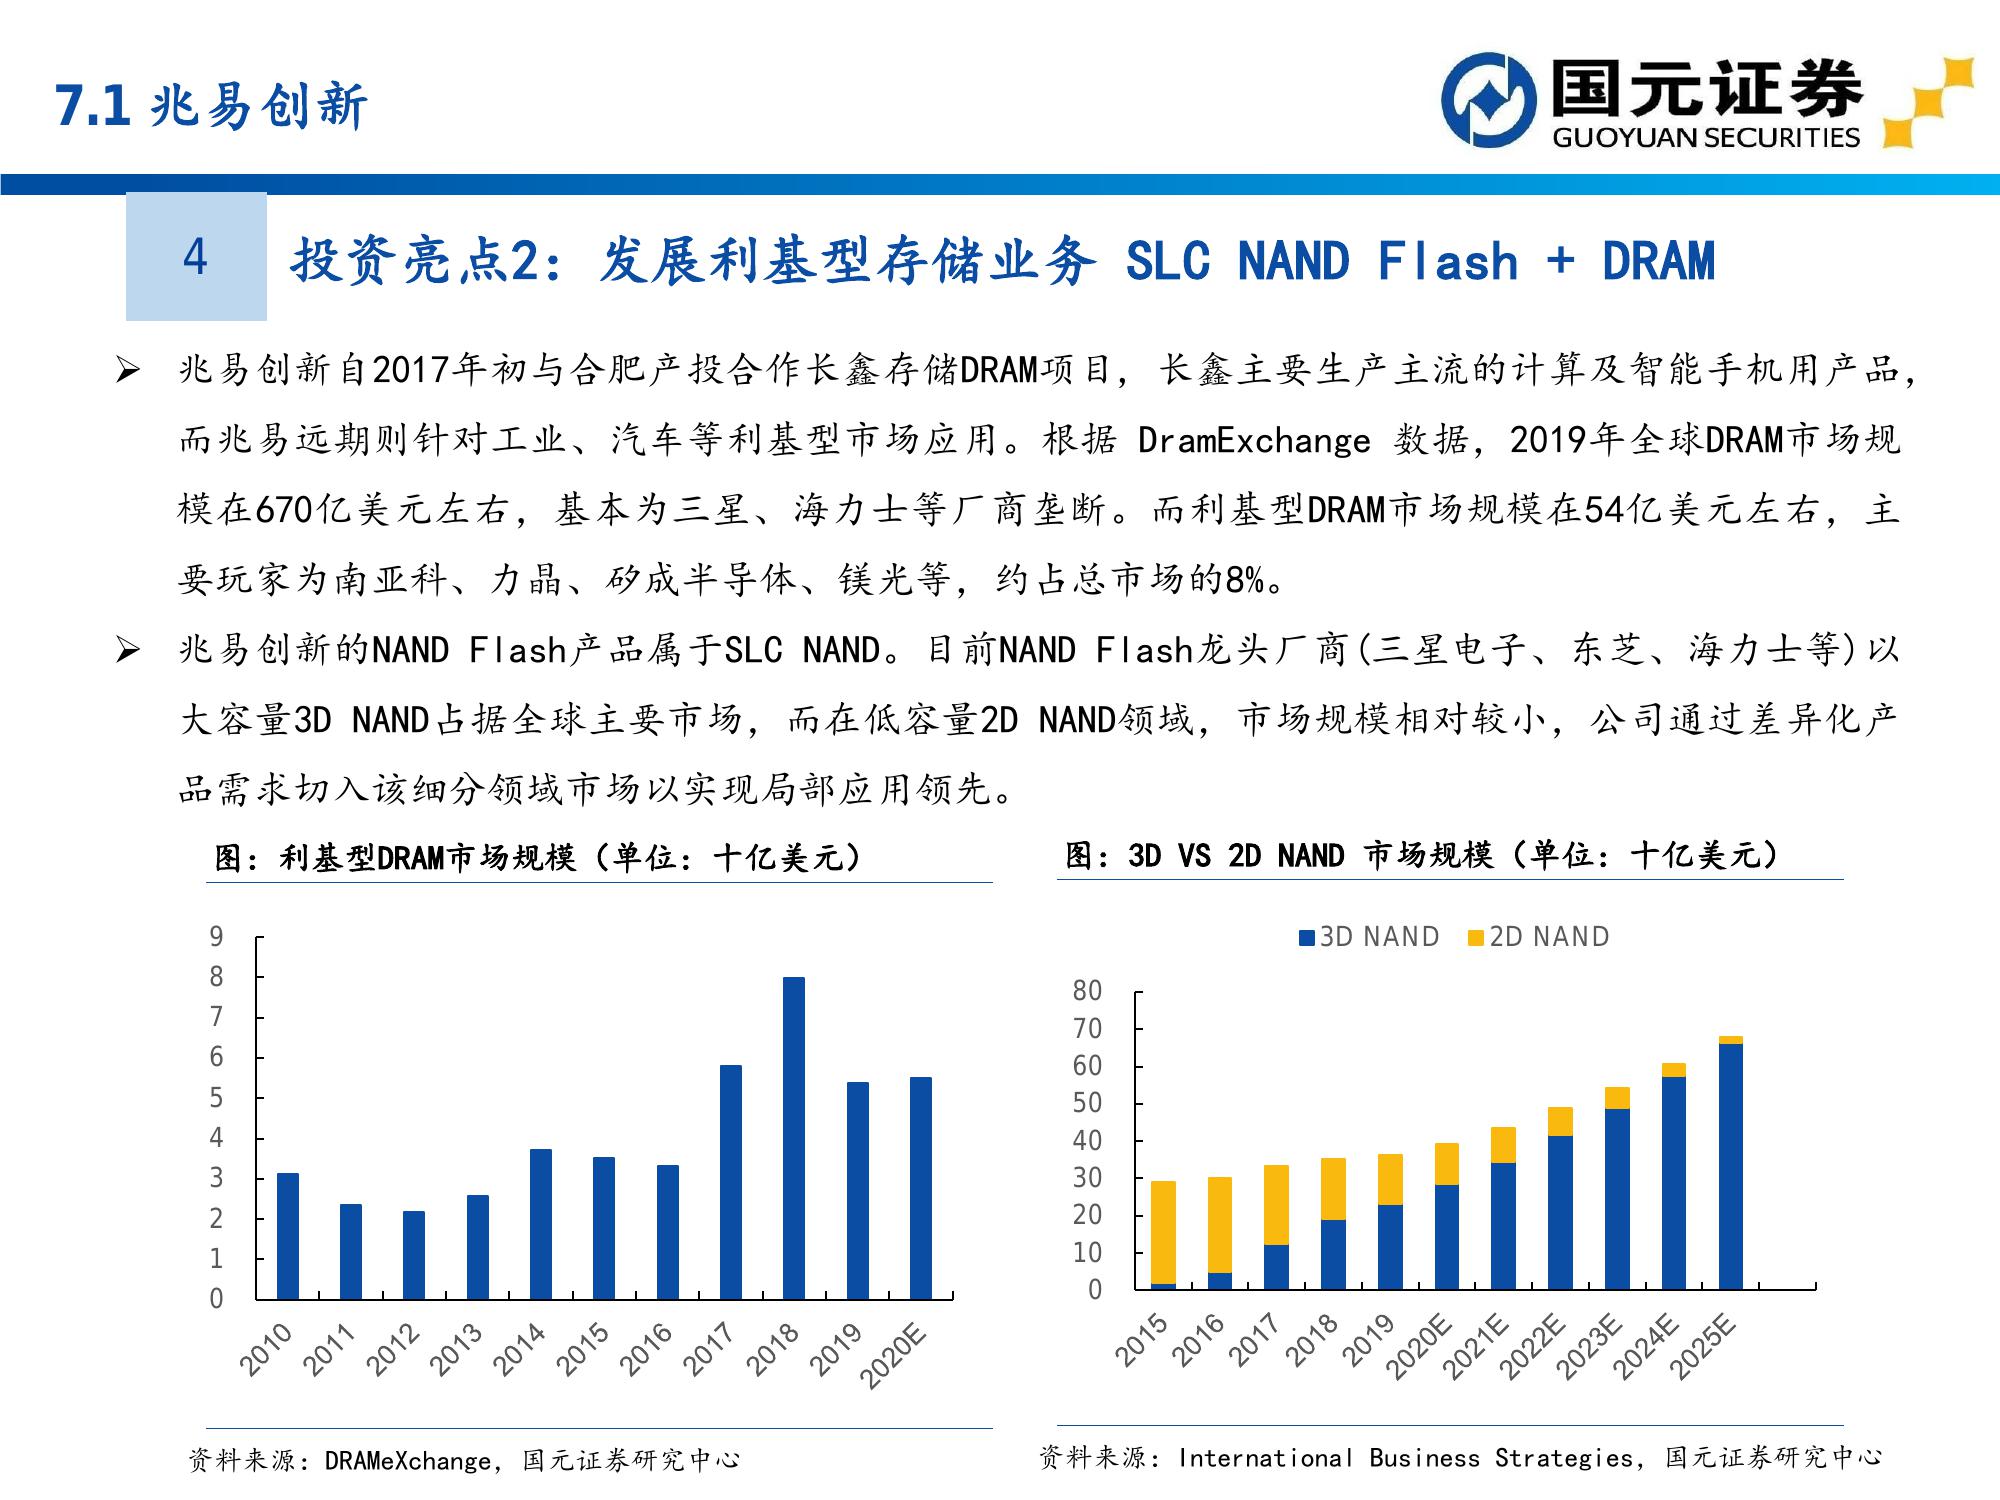 7.1 兆易创新
国元证券
GUOYUAN SECURITIES
4
投资亮点2：发展利基型存储业务 SLC NAND Flash + DRAM
➢ 兆易创新自2017年初与合肥产投合作长鑫存储DRAM项目，长鑫主要生产主流的计算及智能手机用产品，
而兆易远期则针对工业、汽车等利基型市场应用。根据 DramExchange 数据，2019年全球DRAM市场规
模在670亿美元左右，基本为三星、海力士等厂商垄断。而利基型DRAM市场规模在54亿美元左右，主
要玩家为南亚科、力晶、矽成半导体、镁光等，约占总市场的8%。
➢ 兆易创新的NAND Flash产品属于SLC NAND。目前NAND Flash龙头厂商(三星电子、东芝、海力士等)以
大容量3D NAND占据全球主要市场，而在低容量2D NAND领域，市场规模相对较小，公司通过差异化产
品需求切入该细分领域市场以实现局部应用领先。
图：利基型DRAM市场规模（单位：十亿美元）
9
8
7
6
5
4
3
2
1
0
2010 2011 2012 2013 2014 2015 2016 2017 2018 2019 2020E
资料来源：DRAMeXchange，国元证券研究中心
图：3D VS 2D NAND 市场规模（单位：十亿美元）
3D NAND 2D NAND
80
70
60
50
40
30
20
10
0
2015 2016 2017 2018 2019 2020E 2021E 2022E 2023E 2024E 2025E
资料来源：International Business Strategies，国元证券研究中心